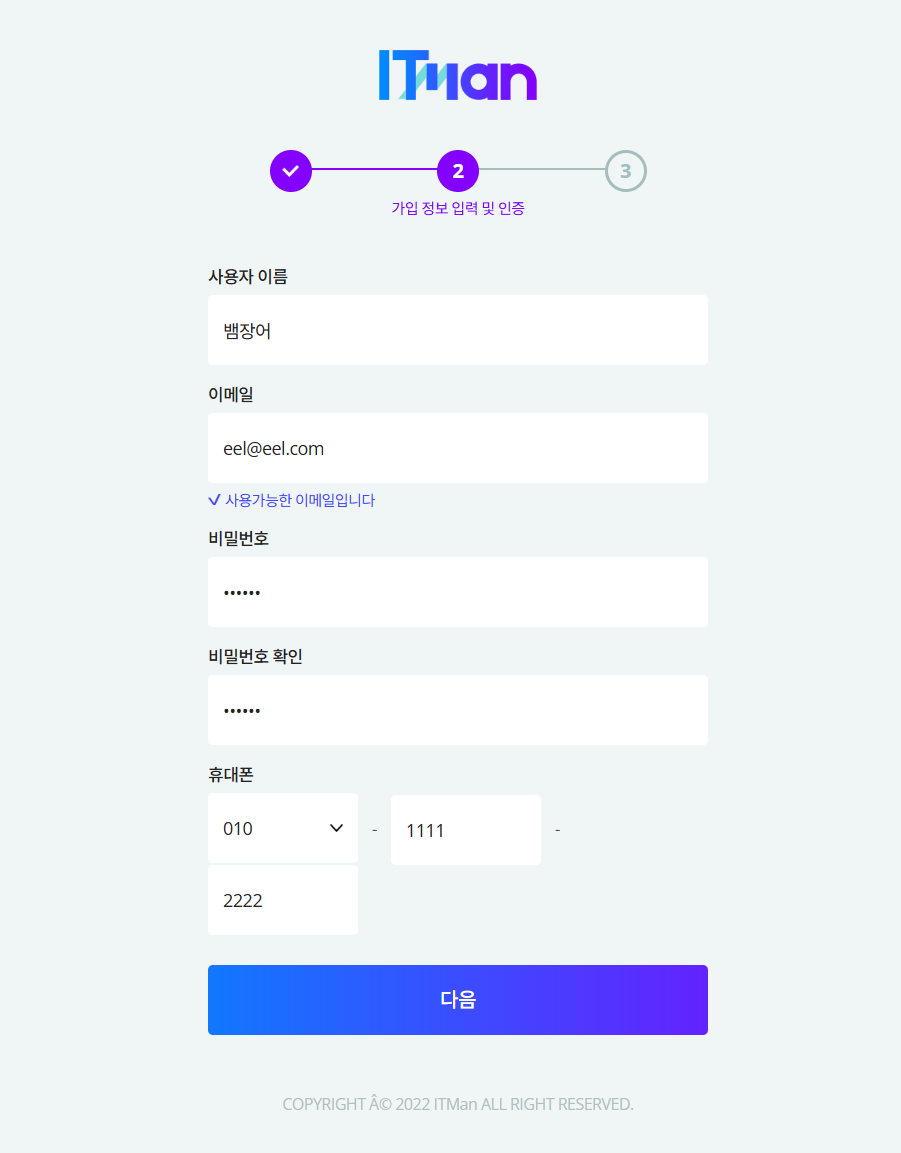 ITMan
2 3
가입 정보 입력 및 인증
사용자 이름
뱀장어
이메일
eel@eel.com
사용가능한 이메일입니다
비밀번호
••••••
비밀번호 확인
••••••
휴대폰
010 - 1111 -
2222
다음
COPYRIGHT Â© 2022 ITMan ALL RIGHT RESERVED.